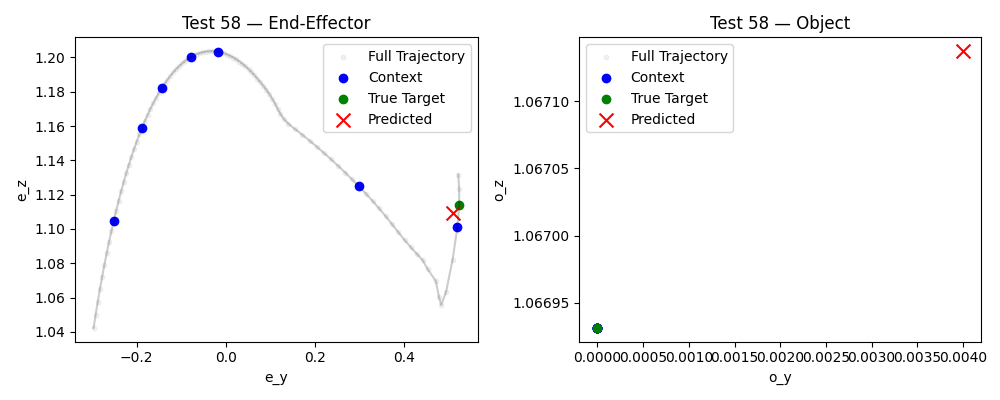 Test 58 — End-Effector
Test 58 — Object
1.20
1.18
1.16
1.14
1.12
1.10
1.08
1.06
1.04
e_z
−0.2
0.0
0.2
0.4
e_y
Full Trajectory
Context
True Target
Predicted
1.06710
1.06705
1.06700
1.06695
o_z
0.0000
0.0005
0.0010
0.0015
0.0020
0.0025
0.0030
0.0035
0.0040
o_y
Full Trajectory
Context
True Target
Predicted